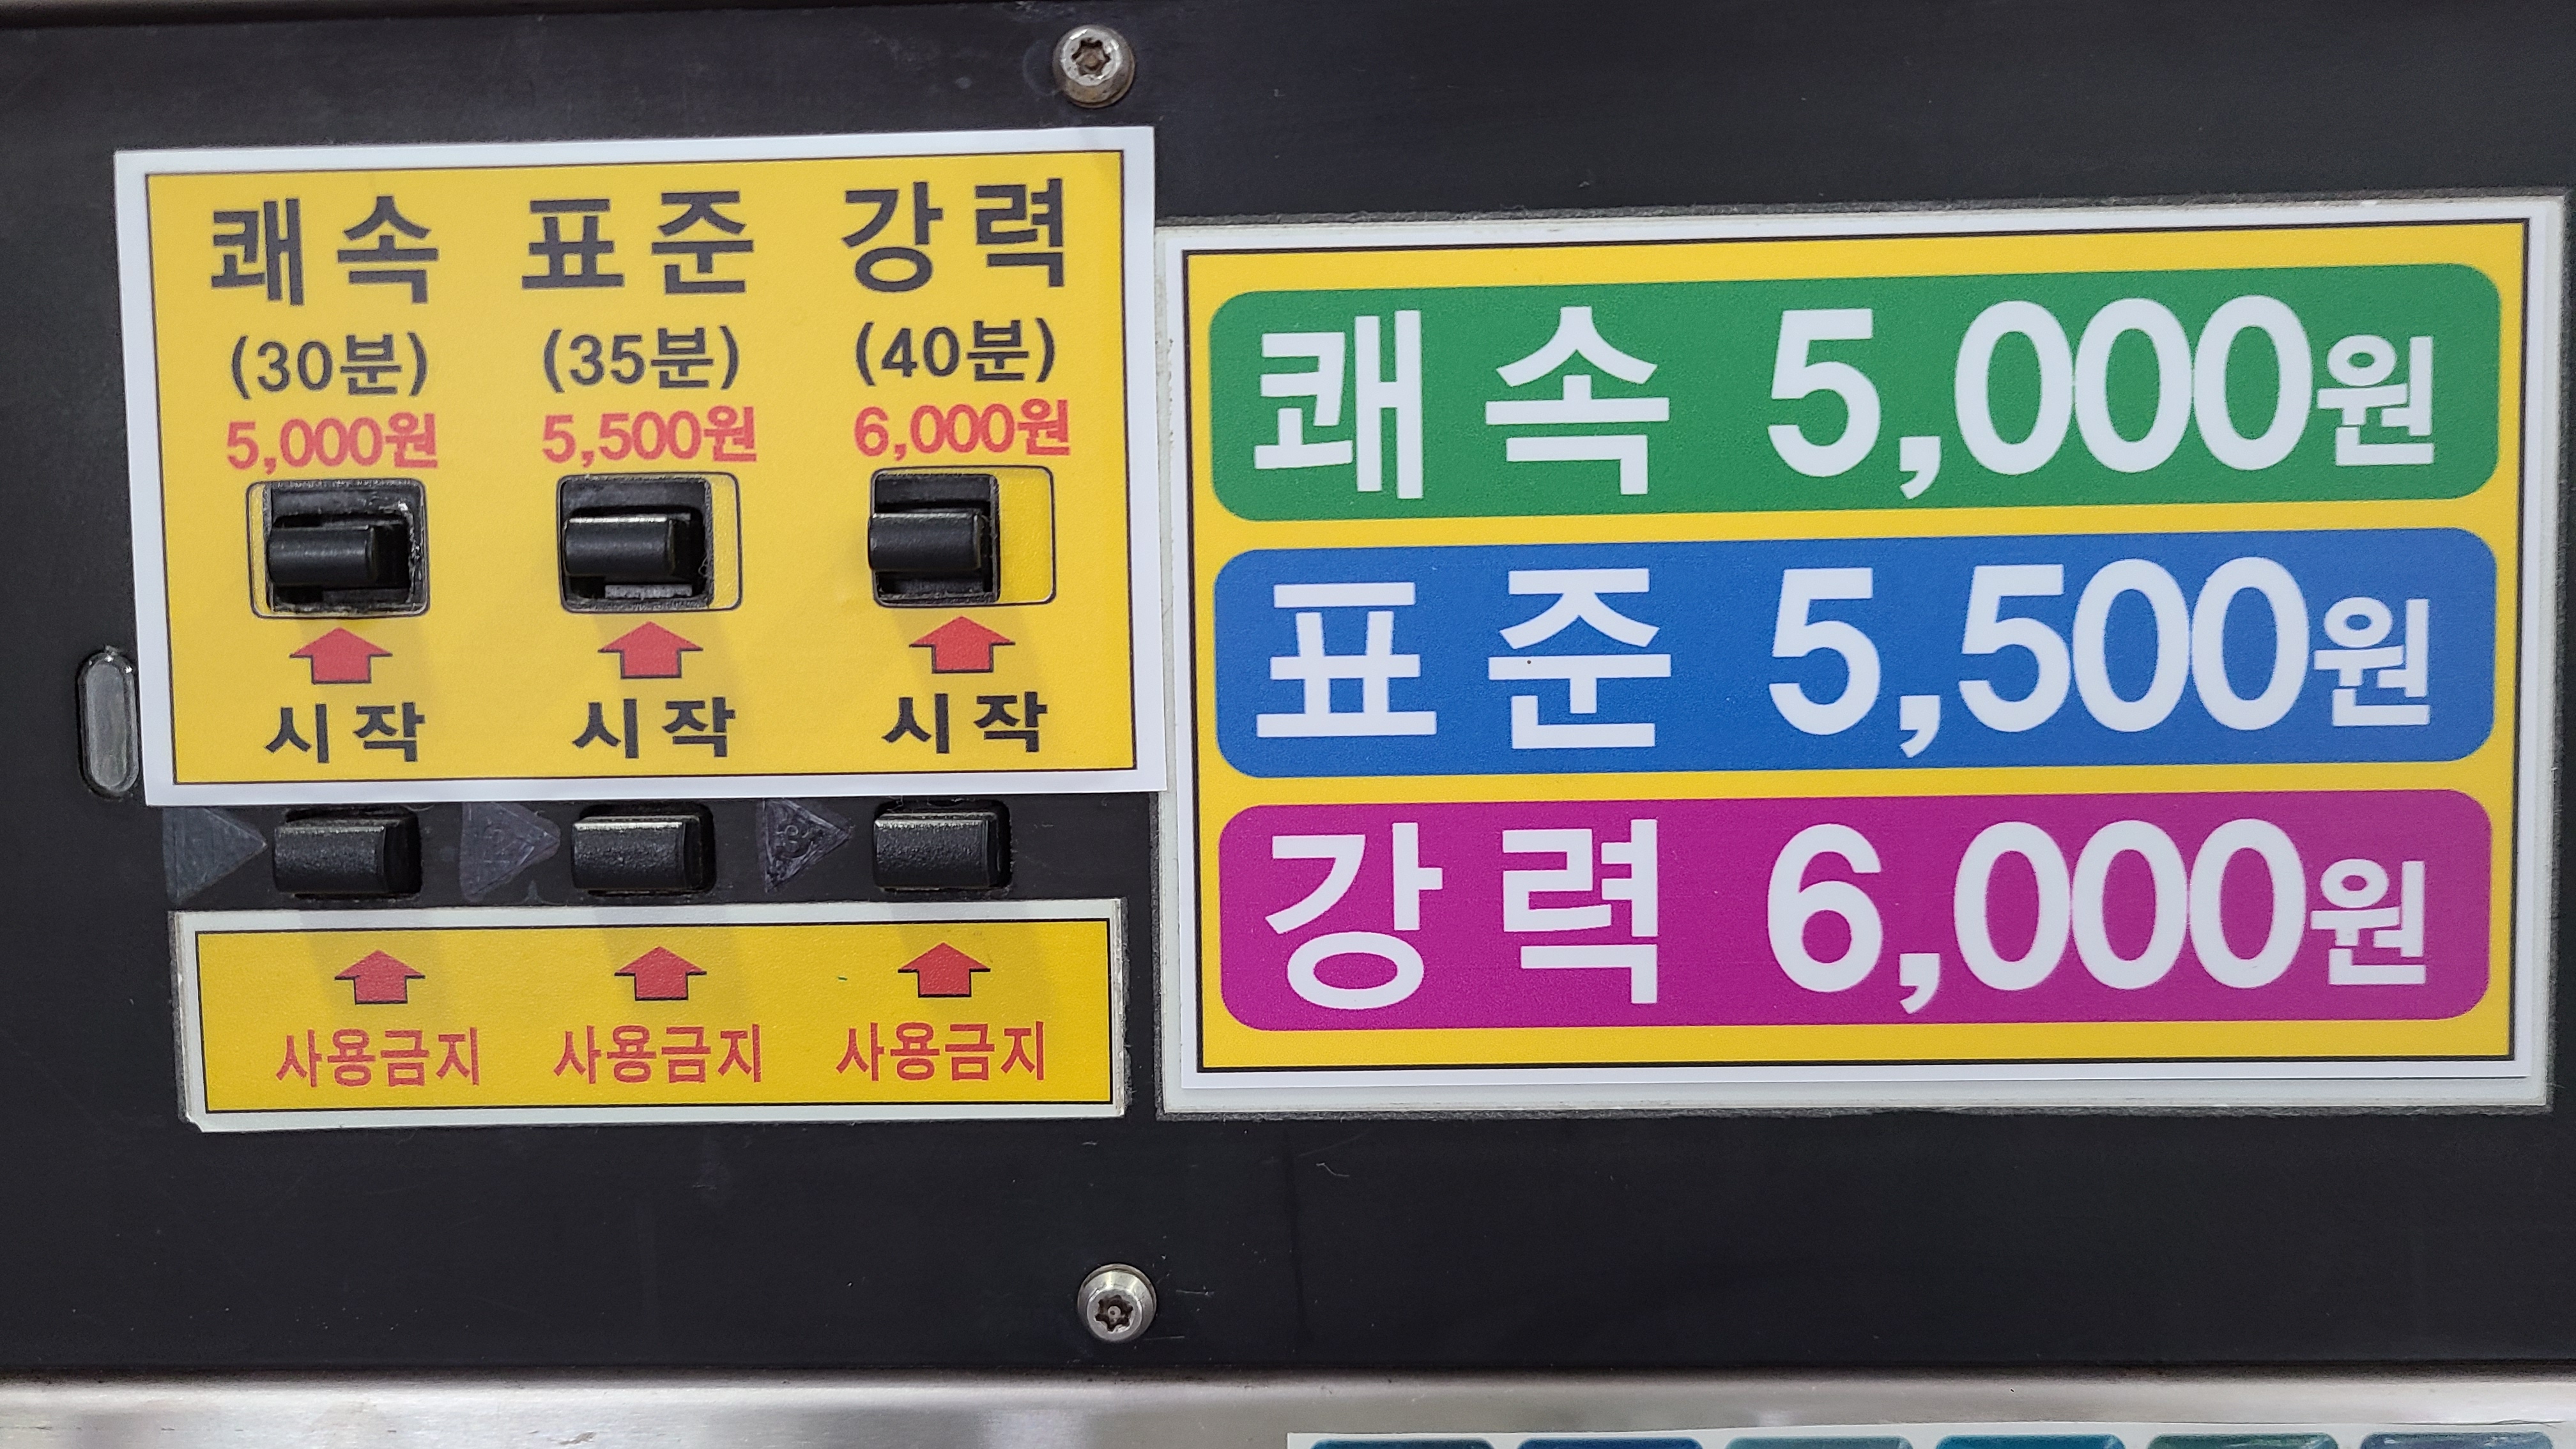 쾌속 표준 강력
(30분) (35분) (40분)
5,000원 5,500원 6,000원
시작 시작 시작
사용금지 사용금지 사용금지
쾌속 5,000원
표준 5,500원
강력 6,000원